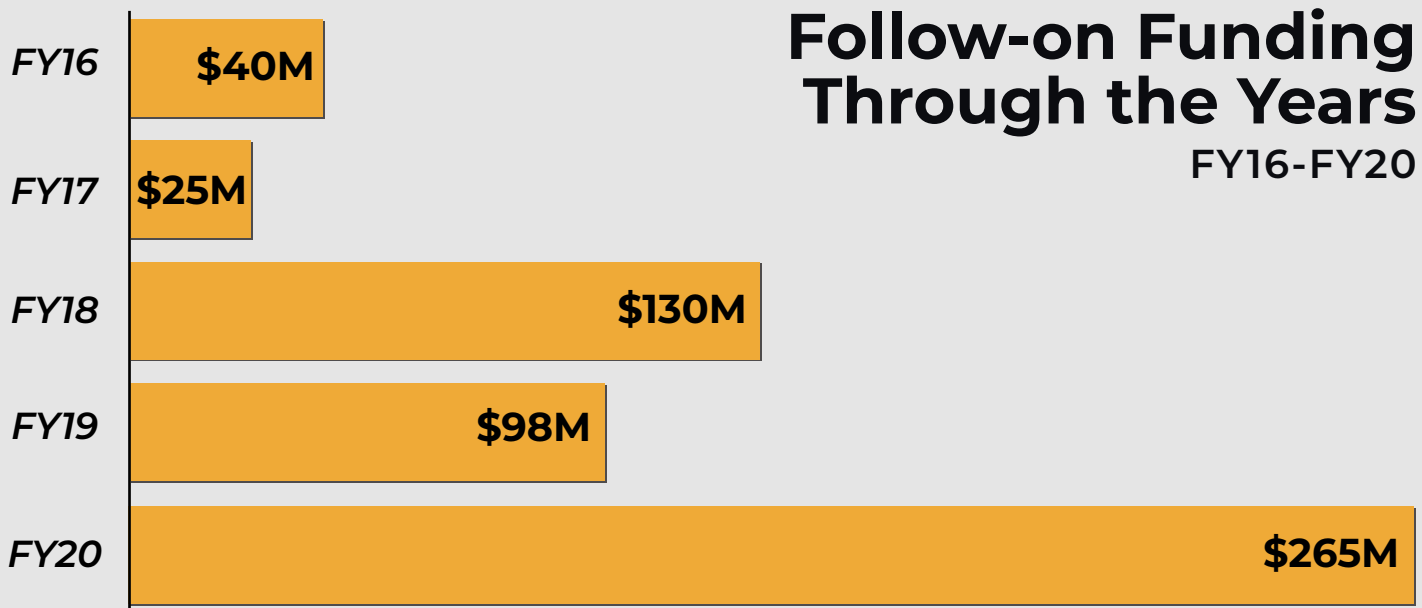 Follow-on Funding
Through the Years
FY16-FY20
FY16 $40M
FY17 $25M
FY18 $130M
FY19 $98M
FY20 $265M